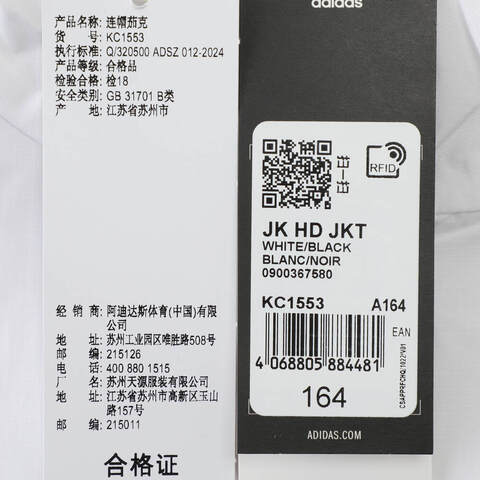 产品名称: 连帽茄克
货 号: KC1553
执行标准: Q/320500 ADSZ 012-2024
产品等级: 合格品
检验合格: 检18
安全类别: GB 31701 B类
产 地: 江苏省苏州市
经 销 商: 阿迪达斯体育(中国)有限
公司
地 址: 苏州工业园区唯胜路508号
邮 编: 215126
电 话: 400 880 1515
厂 名: 苏州天源服装有限公司
地 址: 江苏省苏州市高新区玉山
路157号
邮 编: 215011
合格证
adidas
RFID
JK HD JKT
WHITE/BLACK
BLANC/NOIR
0900367580
KC1553 A164
EAN
4 068805 884481
164
ADIDAS.COM